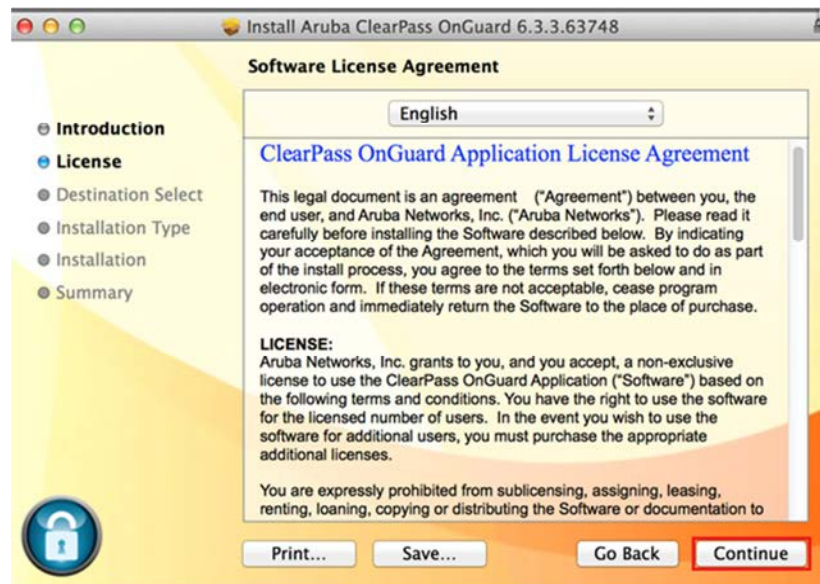 Install Aruba ClearPass OnGuard 6.3.3.63748
Software License Agreement
English
Introduction
License
Destination Select
Installation Type
Installation
Summary
ClearPass OnGuard Application License Agreement
This legal document is an agreement ("Agreement") between you, the
end user, and Aruba Networks, Inc. ("Aruba Networks"). Please read it
carefully before installing the Software described below. By indicating
your acceptance of the Agreement, which you will be asked to do as part
of the install process, you agree to the terms set forth below and in
electronic form. If these terms are not acceptable, cease program
operation and immediately return the Software to the place of purchase.
LICENSE:
Aruba Networks, Inc. grants to you, and you accept, a non-exclusive
license to use the ClearPass OnGuard Application ("Software") based on
the following terms and conditions. You have the right to use the software
for the licensed number of users. In the event you wish to use the
software for additional users, you must purchase the appropriate
additional licenses.
You are expressly prohibited from sublicensing, assigning, leasing,
renting, loaning, copying or distributing the Software or documentation to
Print...
Save...
Go Back
Continue